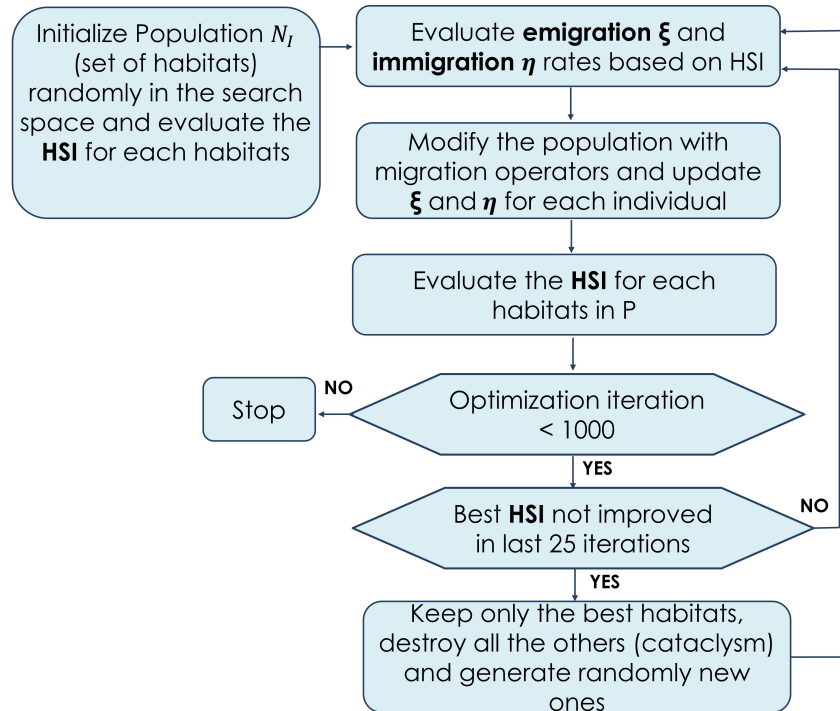 Initialize Population N_I
(set of habitats)
randomly in the search
space and evaluate the
HSI for each habitats
Evaluate emigration ξ and
immigration η rates based on HSI
Modify the population with
migration operators and update
ξ and η for each individual
Evaluate the HSI for each
habitats in P
Optimization iteration
< 1000
NO
Stop
YES
Best HSI not improved
in last 25 iterations
NO
YES
Keep only the best habitats,
destroy all the others (cataclysm)
and generate randomly new
ones